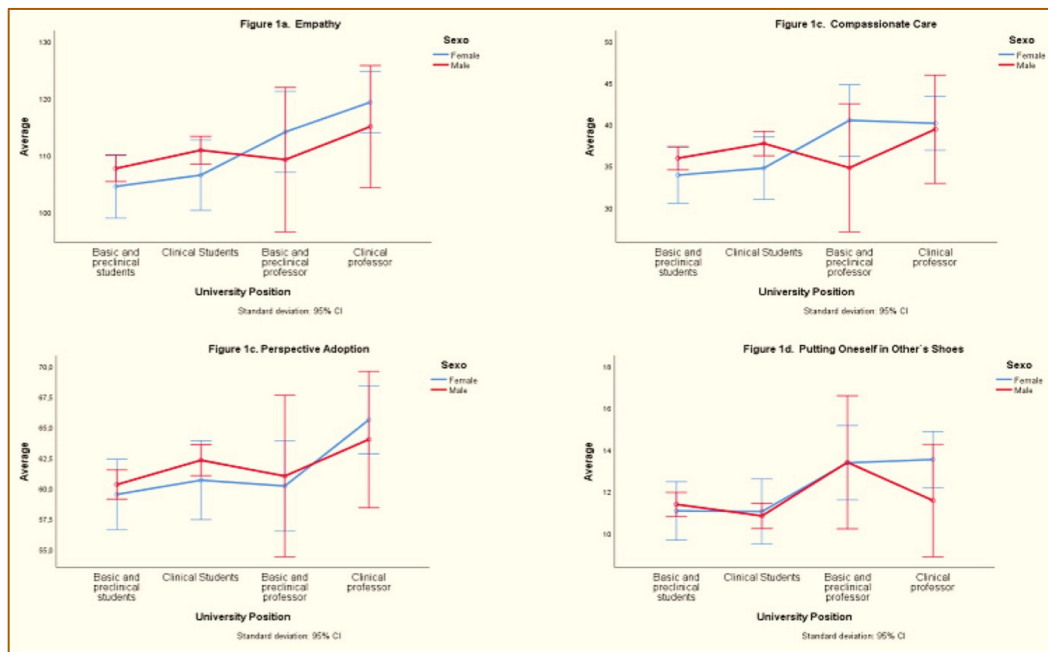 Figure 1a. Empathy
Sexo
Female
Male
130
120
110
100
Average
Basic and
preclinical
students
Clinical Students
Basic and
preclinical
professor
Clinical
professor
University Position
Standard deviation: 95% CI
Figure 1c. Compassionate Care
Sexo
Female
Male
50
45
40
35
30
Average
Basic and
preclinical
students
Clinical Students
Basic and
preclinical
professor
Clinical
professor
University Position
Standard deviation: 95% CI
Figure 1c. Perspective Adoption
Sexo
Female
Male
70,0
67,5
65,0
62,5
60,0
57,5
55,0
Average
Basic and
preclinical
students
Clinical Students
Basic and
preclinical
professor
Clinical
professor
University Position
Standard deviation: 95% CI
Figure 1d. Putting Oneself in Other´s Shoes
Sexo
Female
Male
18
16
14
12
10
Average
Basic and
preclinical
students
Clinical Students
Basic and
preclinical
professor
Clinical
professor
University Position
Standard deviation: 95% CI